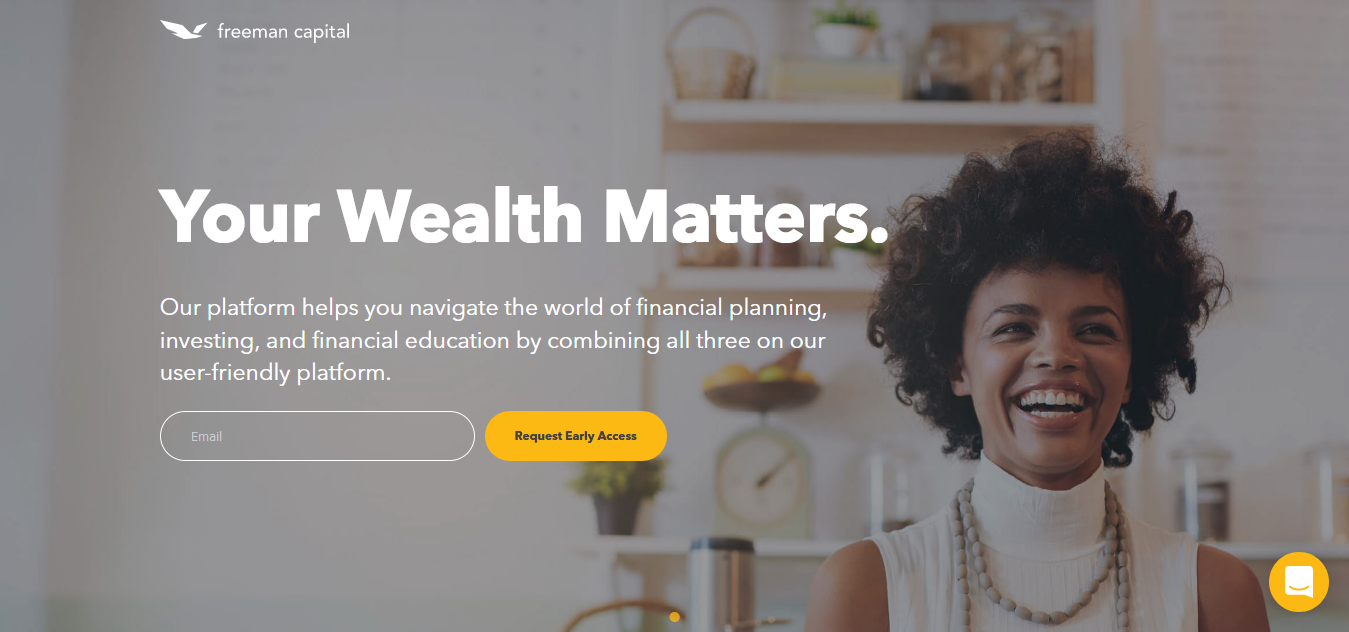 freeman capital
Your Wealth Matters.
Our platform helps you navigate the world of financial planning,
investing, and financial education by combining all three on our
user-friendly platform.
Email
Request Early Access